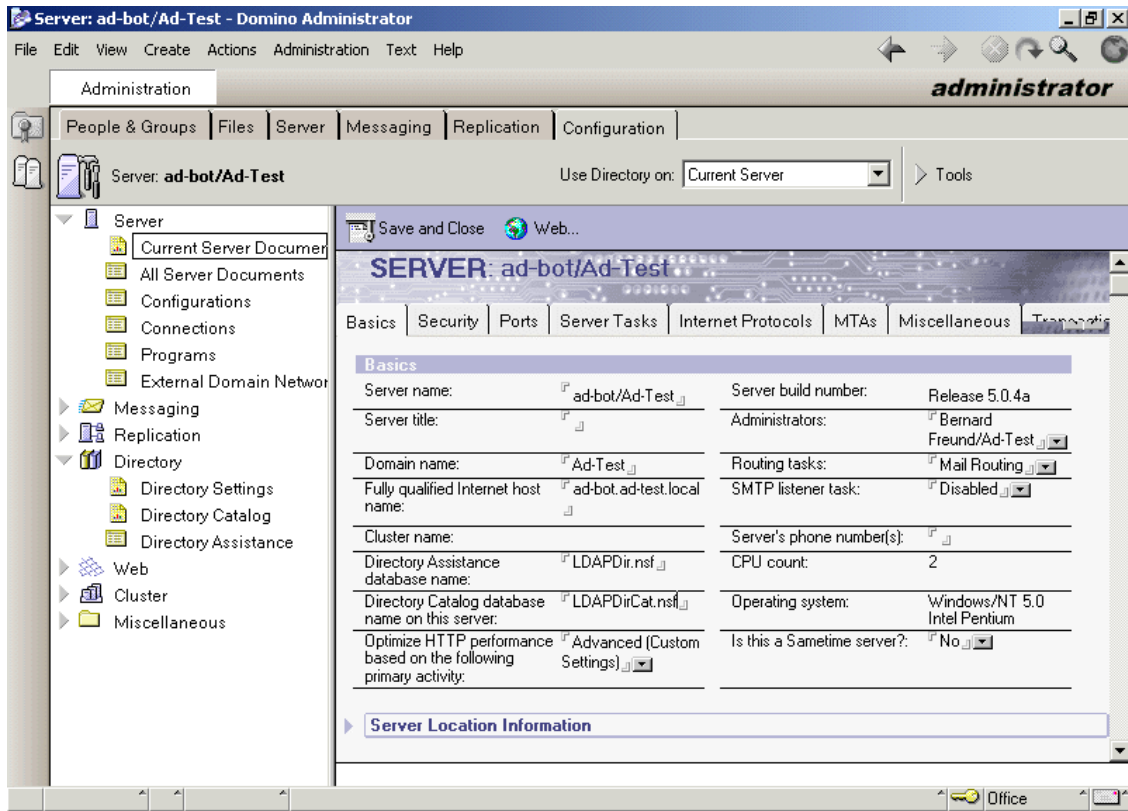 Server: ad-bot/Ad-Test - Domino Administrator
File Edit View Create Actions Administration Text Help
Administration
administrator
People & Groups Files Server Messaging Replication Configuration
Server: ad-bot/Ad-Test
Use Directory on: Current Server
Tools
Server
Current Server Documen
All Server Documents
Configurations
Connections
Programs
External Domain Networ
Messaging
Replication
Directory
Directory Settings
Directory Catalog
Directory Assistance
Web
Cluster
Miscellaneous
Save and Close Web...
SERVER: ad-bot/Ad-Test
Basics Security Ports Server Tasks Internet Protocols MTAs Miscellaneous
Basics
Server name: ad-bot/Ad-Test
Server build number: Release 5.0.4a
Server title:
Administrators: Bernard
Freund/Ad-Test
Domain name: Ad-Test
Routing tasks: Mail Routing
Fully qualified Internet host
name:
ad-bot.ad-test.local
SMTP listener task: Disabled
Cluster name:
Server's phone number(s):
Directory Assistance
database name:
LDAPDir.nsf
CPU count: 2
Directory Catalog database
name on this server:
LDAPDirCat.nsf
Operating system: Windows/NT 5.0
Intel Pentium
Optimize HTTP performance
based on the following
primary activity:
Advanced (Custom
Settings)
Is this a Sametime server?: No
Server Location Information
Office